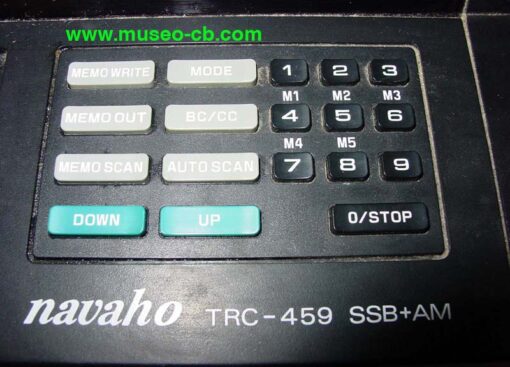 www.museo-cb.com
MEMO WRITE MODE 1 2 3
M1 M2 M3
MEMO OUT BC/CC 4 5 6
M4 M5
MEMO SCAN AUTO SCAN 7 8 9
DOWN UP 0/STOP
navaho TRC-459 SSB+AM